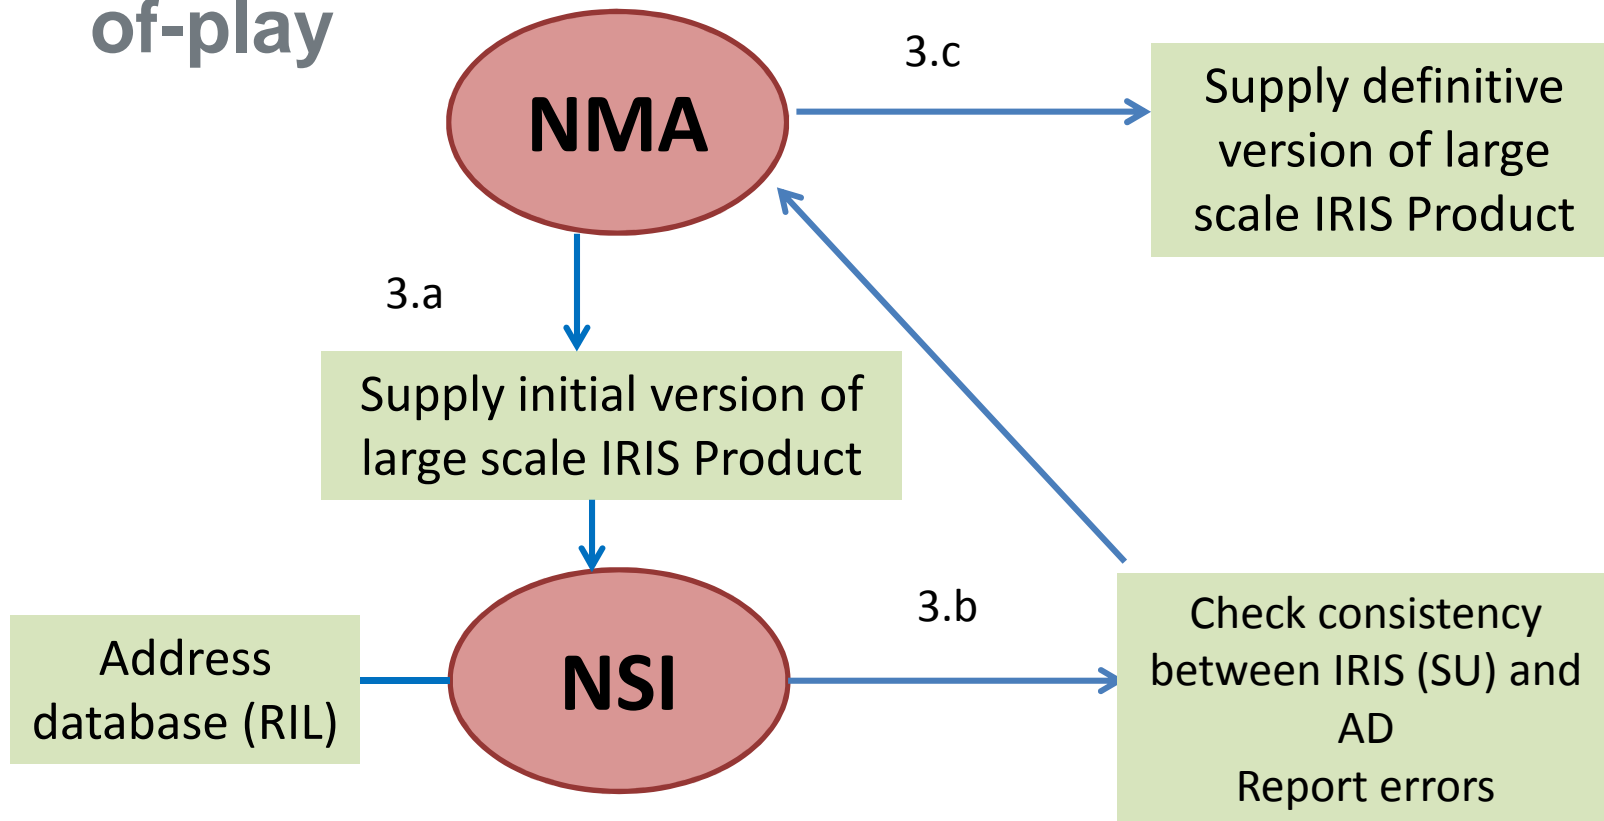 of-play
NMA
3.c
Supply definitive
version of large
scale IRIS Product
3.a
Supply initial version of
large scale IRIS Product
Address
database (RIL)
NSI
3.b
Check consistency
between IRIS (SU) and
AD
Report errors